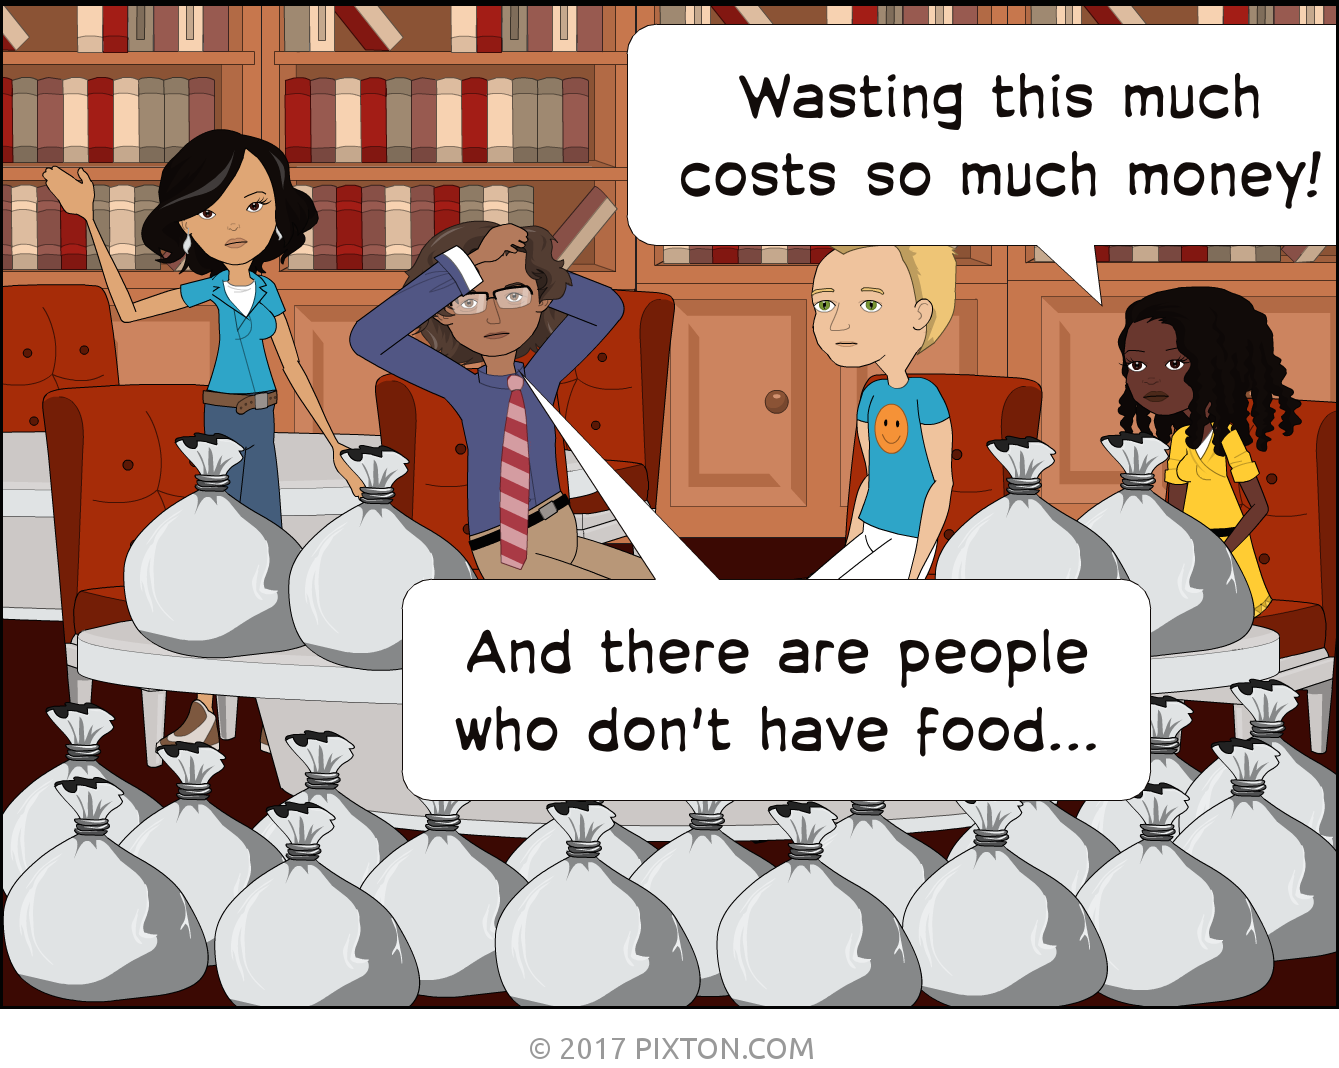 Wasting this much
costs so much money!
And there are people
who don't have food...
© 2017 PIXTON.COM